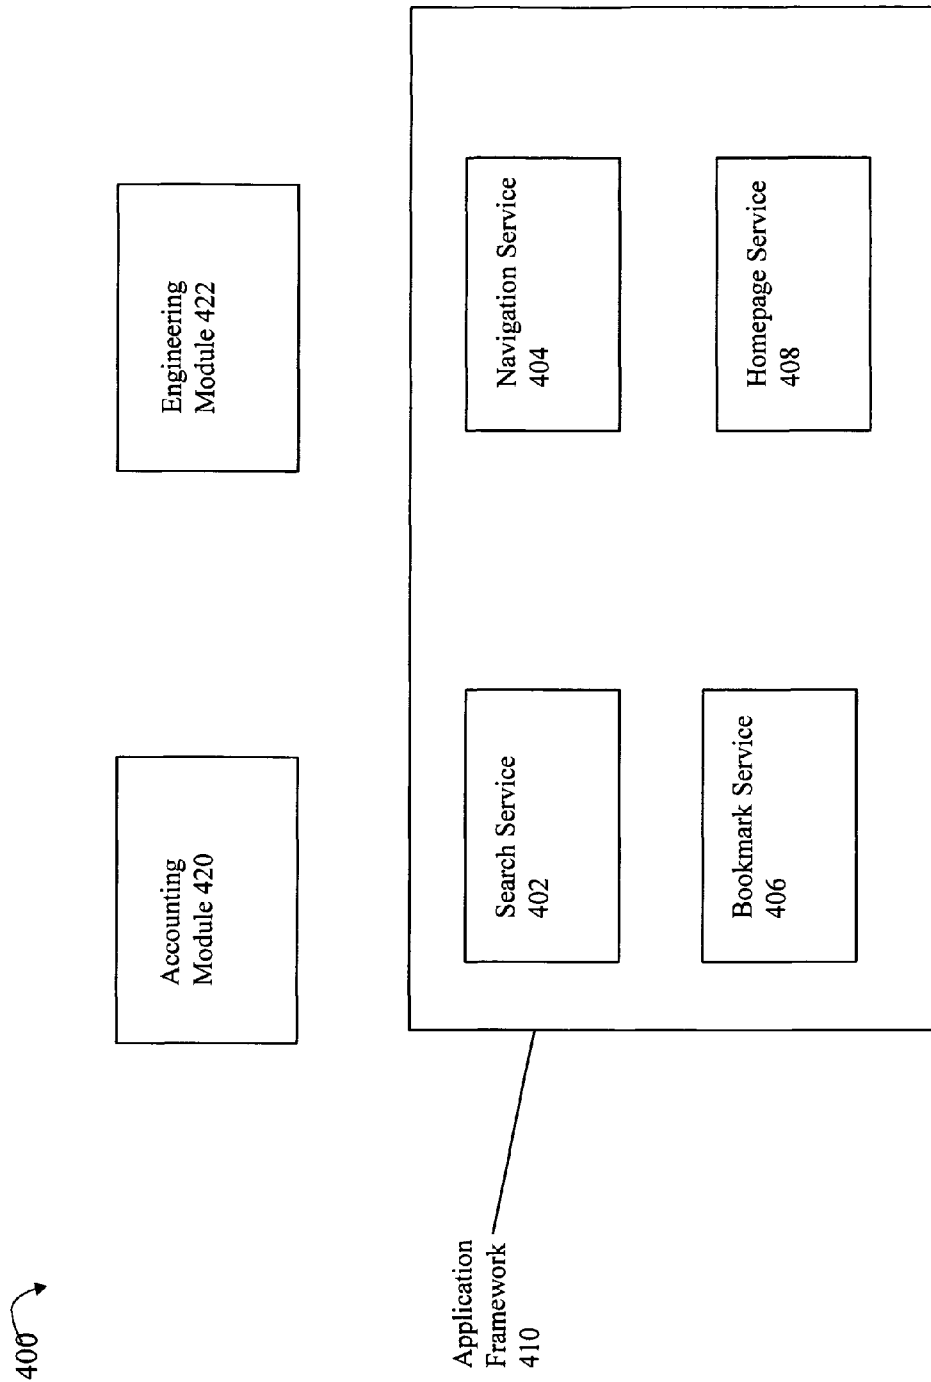 400
Accounting
Module 420
Engineering
Module 422
Application
Framework
410
Search Service
402
Navigation Service
404
Bookmark Service
406
Homepage Service
408